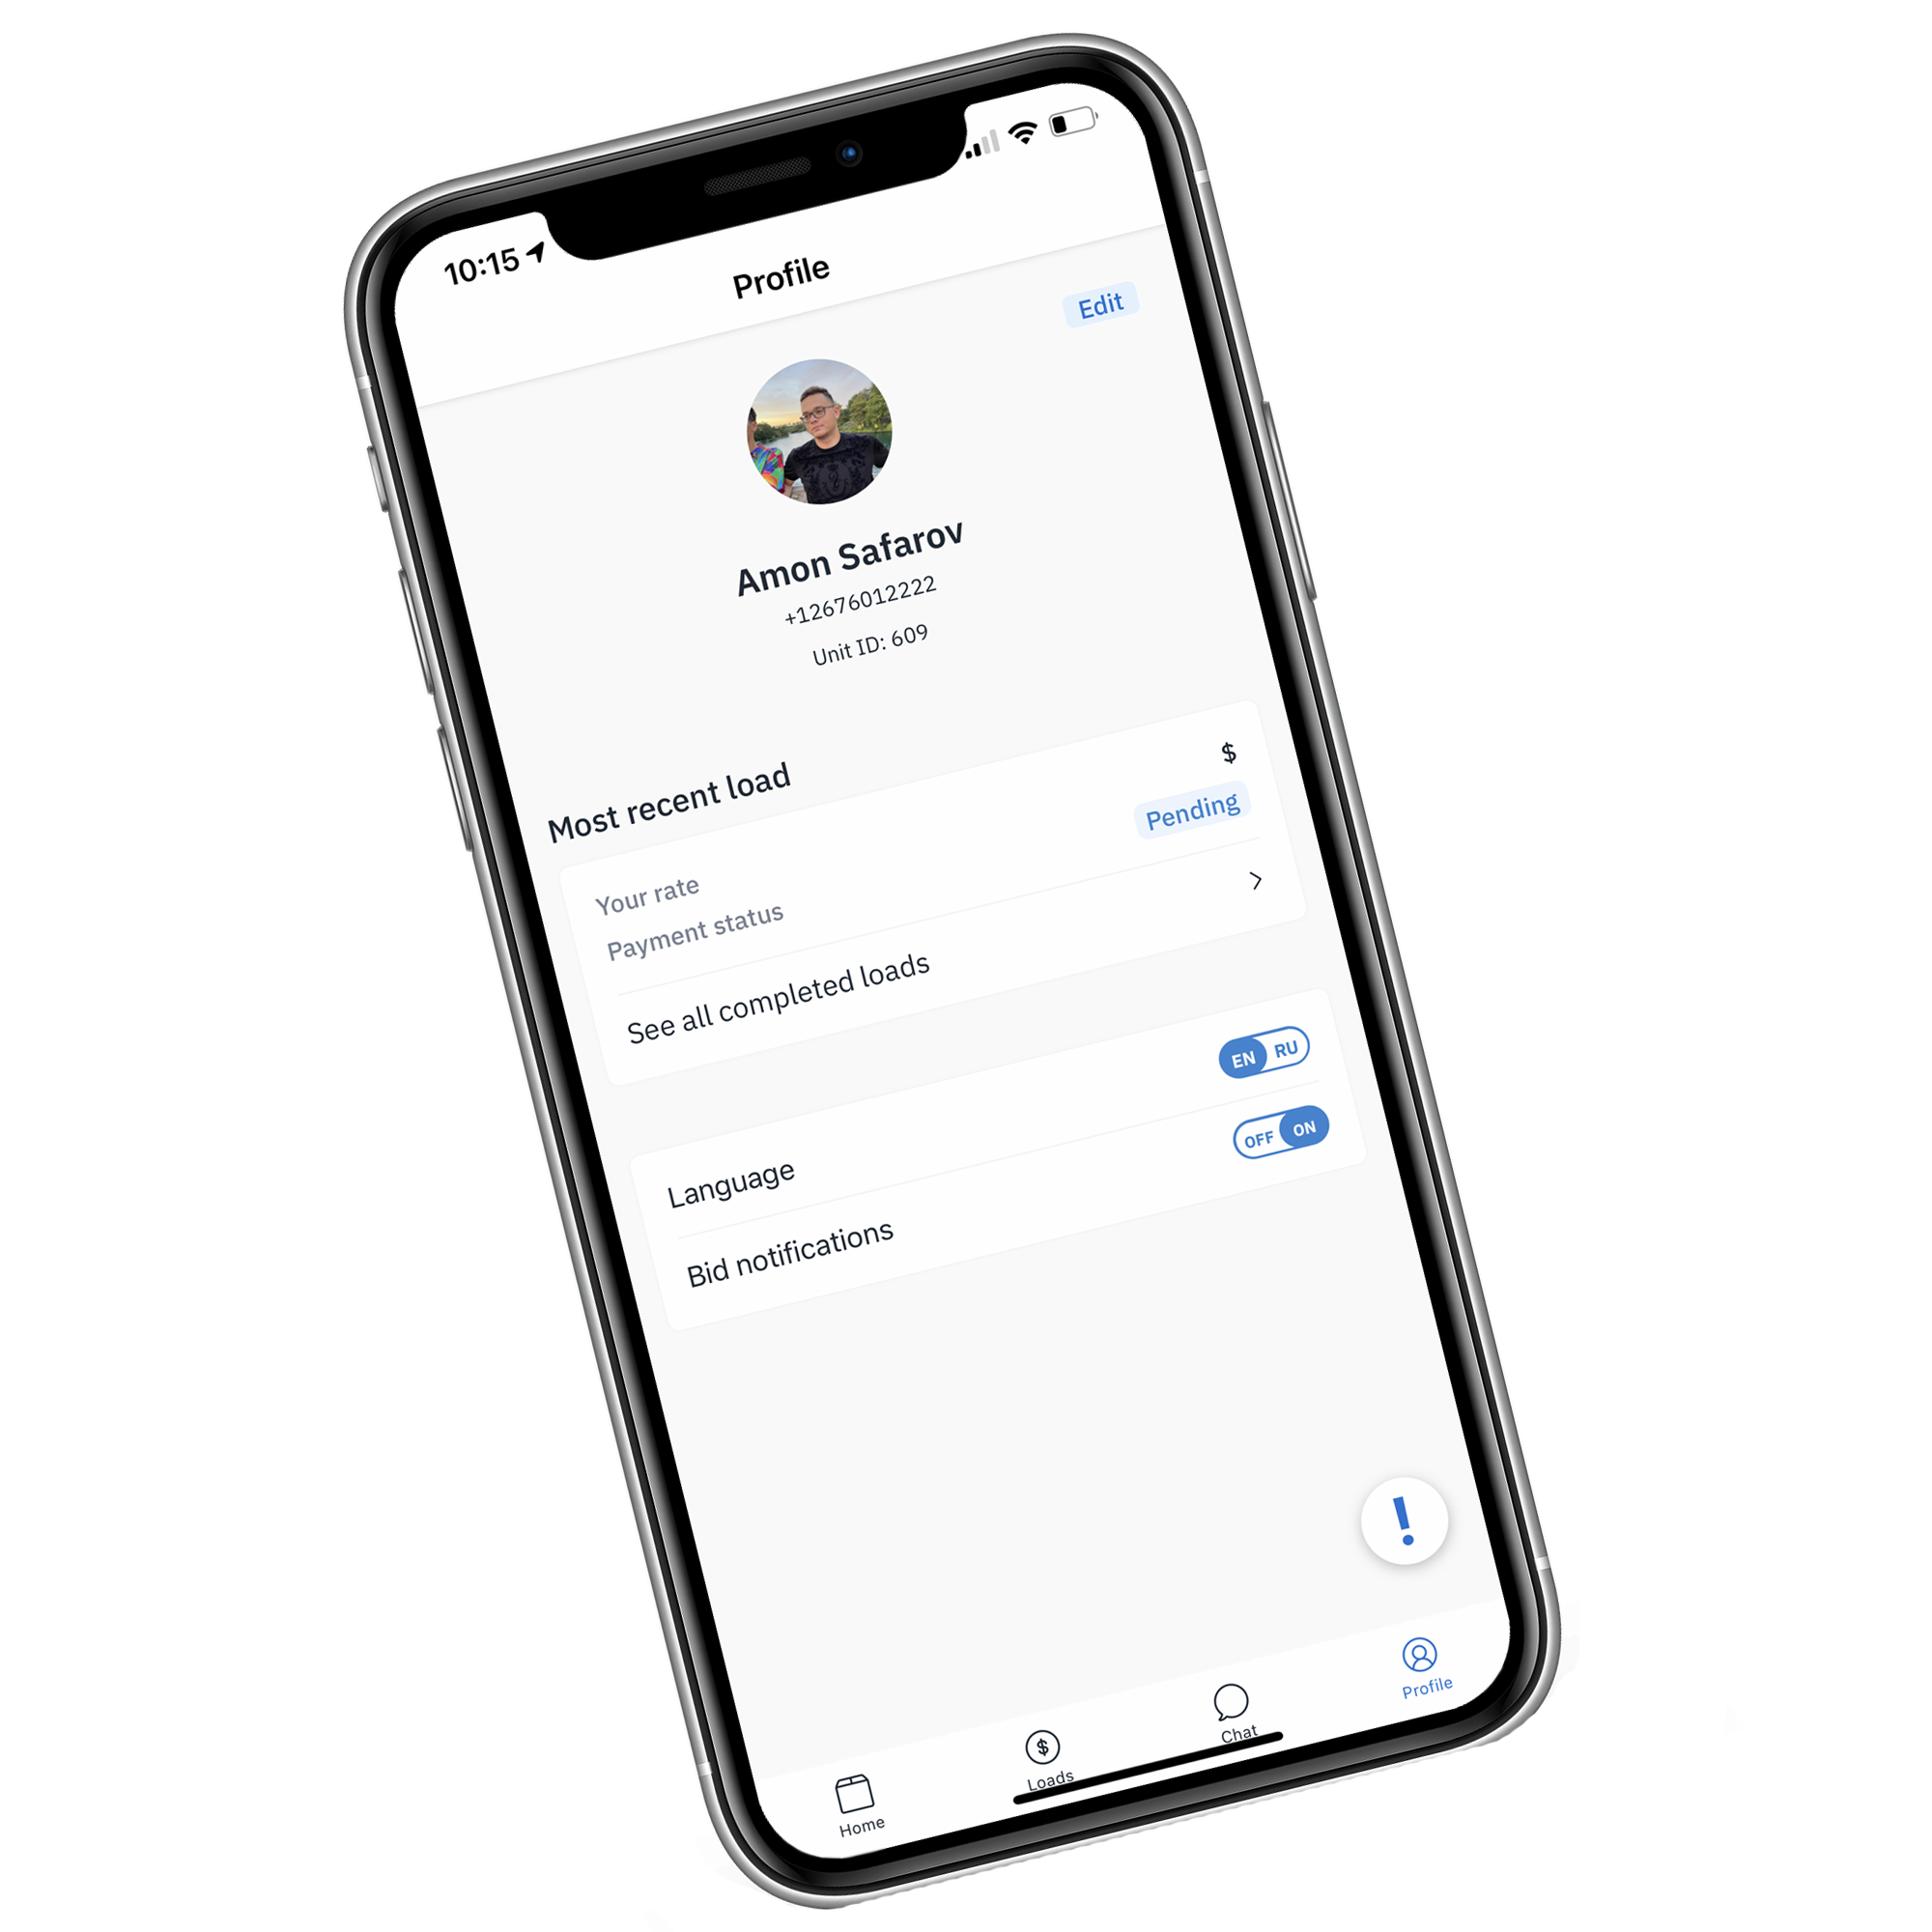 10:15
Profile
Edit
Amon Safarov
+12676012222
Unit ID: 609
Most recent load
Your rate $
Payment status Pending
See all completed loads
Language EN RU
Bid notifications OFF ON
!
Home Loads Chat Profile